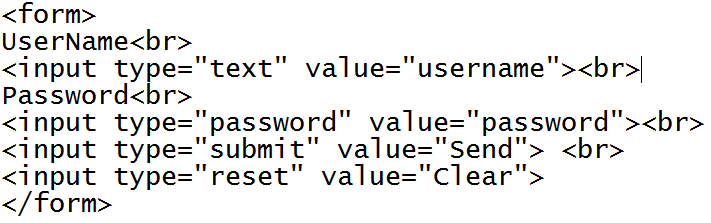 <form>
UserName<br>
<input type="text" value="username"><br>
Password<br>
<input type="password" value="password"><br>
<input type="submit" value="Send"> <br>
<input type="reset" value="Clear">
</form>